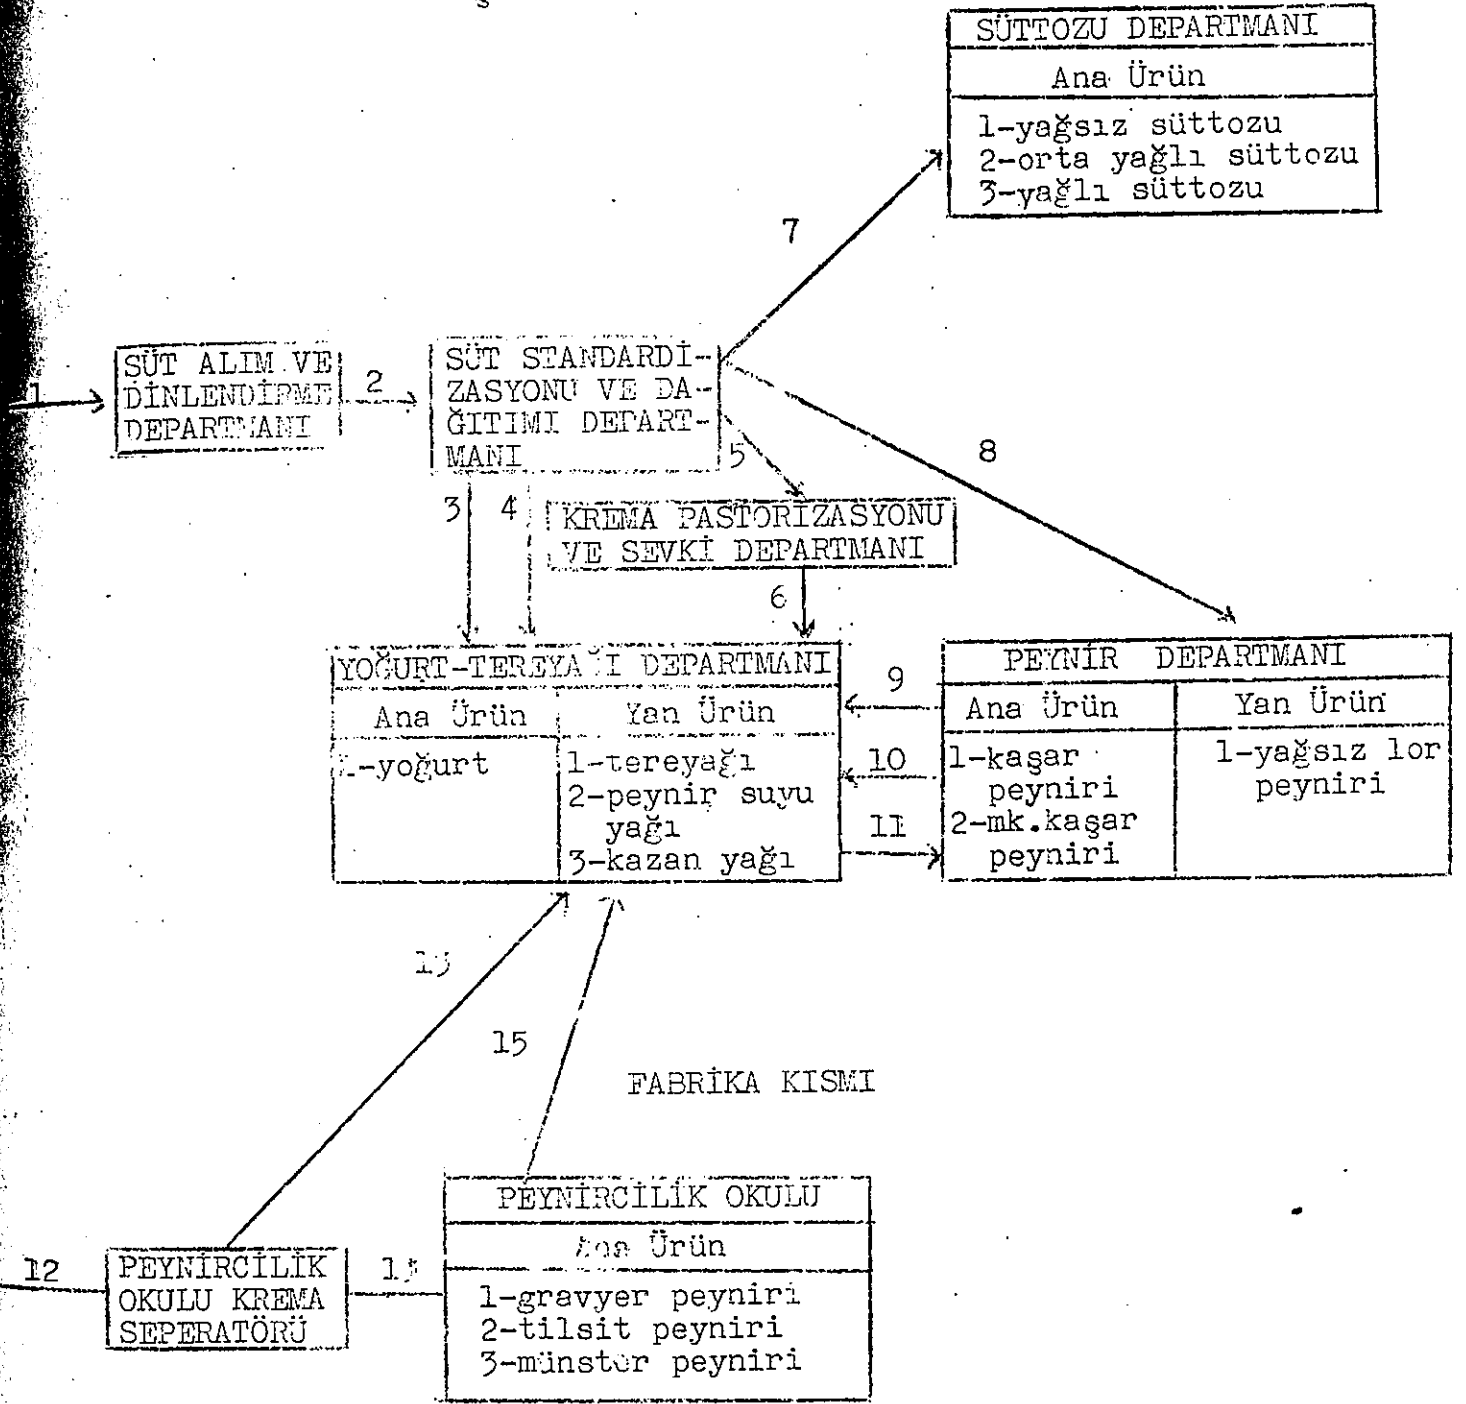 SÜTTOZU DEPARTMANI
Ana Ürün
1-yağsız süttozu
2-orta yağlı süttozu
3-yağlı süttozu
7
1
SÜT ALIM VE
DİNLENDİRME
DEPARTMANI
2
SÜT STANDARDİ-
ZASYONU VE DA-
ĞITIMI DEPART-
MANI
5
8
3
4
KREMA PASTÖRİZASYONU
VE SEVKİ DEPARTMANI
6
YOĞURT-TEREYAĞI DEPARTMANI
Ana Ürün
Yan Ürün
1-yoğurt
1-tereyağı
2-peynir suyu
yağı
3-kazan yağı
9
10
11
PEYNİR DEPARTMANI
Ana Ürün
Yan Ürün
1-kaşar
peyniri
2-mk.kaşar
peyniri
1-yağsız lor
peyniri
15
FABRİKA KISMI
12
PEYNİRCİLİK
OKULU KREMA
SEPERATÖRÜ
PEYNİRCİLİK OKULU
Ana Ürün
1-gravyer peyniri
2-tilsit peyniri
3-münster peyniri